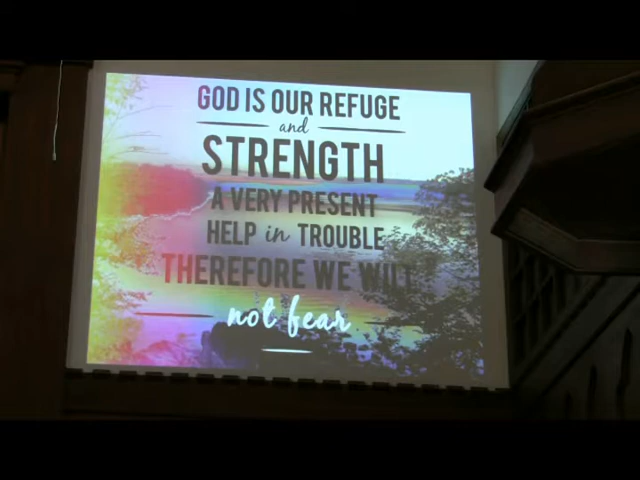 GOD IS OUR REFUGE
and
STRENGTH
A VERY PRESENT
HELP in TROUBLE
THEREFORE WE WILL
not fear